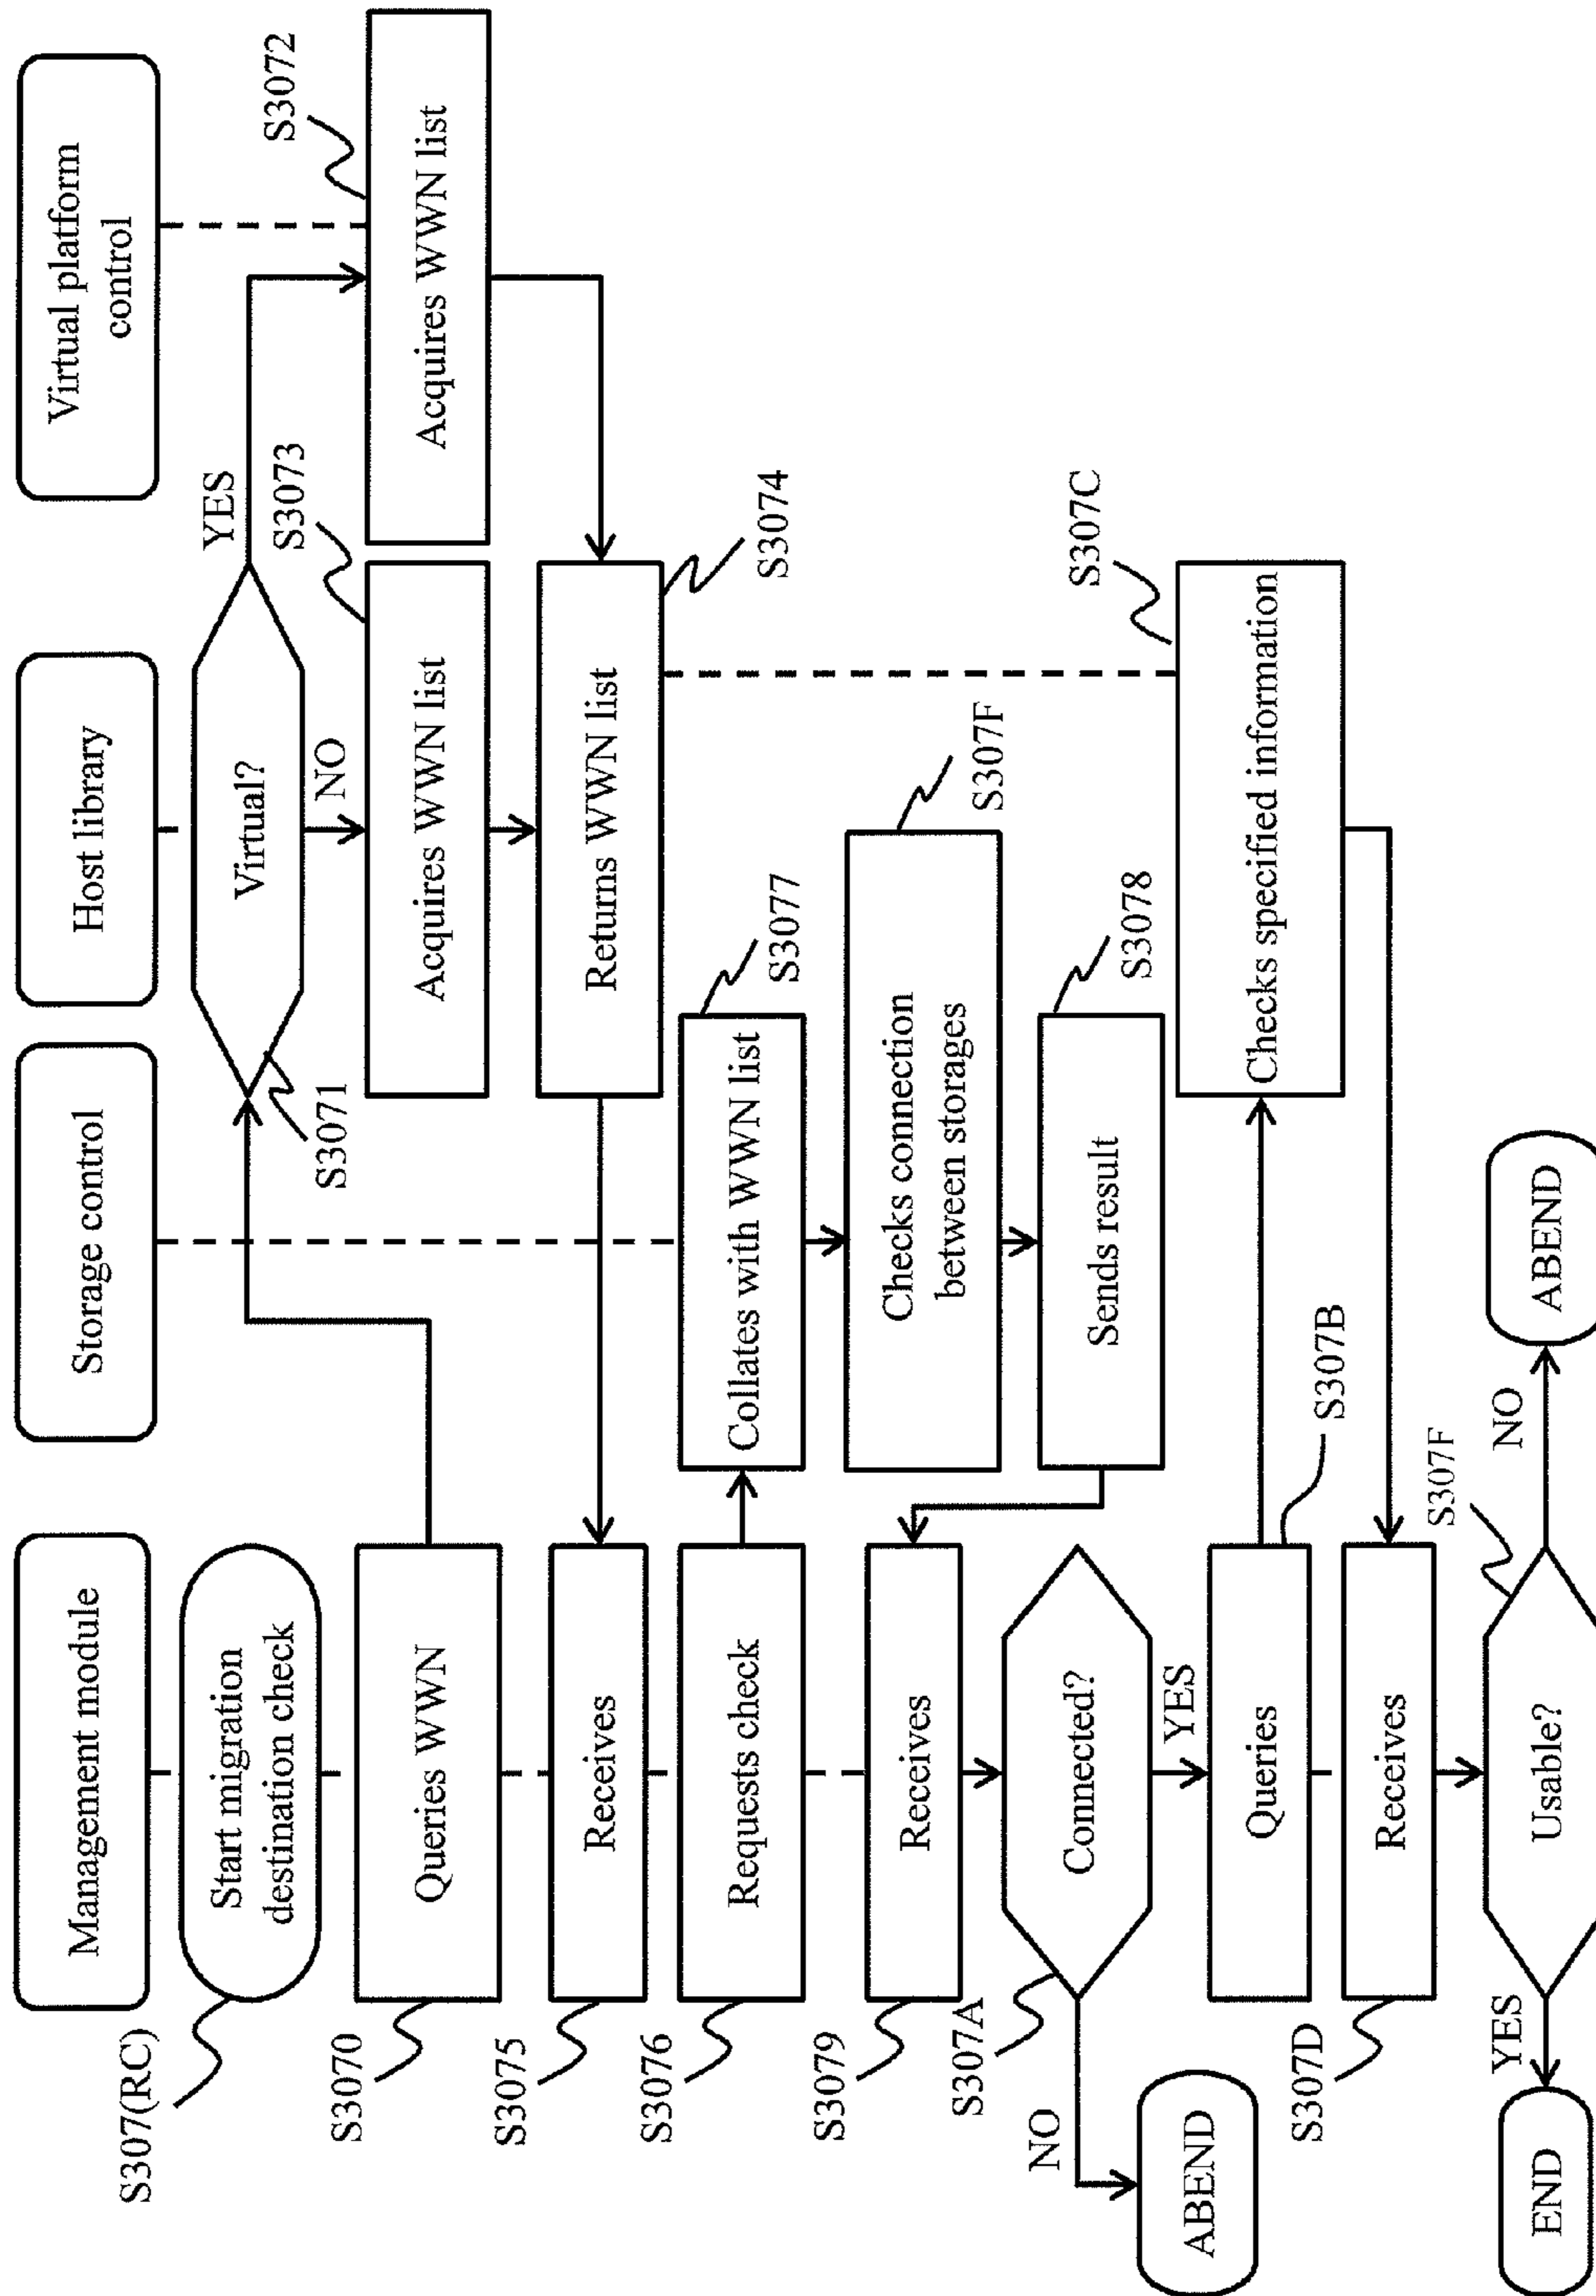 Management module
Storage control
Host library
Virtual platform
control
S307(RC)
Start migration
destination check
S3071
Virtual?
YES
NO
S3070
Queries WWN
S3073
Acquires WWN list
S3072
Acquires WWN list
S3075
Receives
Returns WWN list
S3074
S3076
Requests check
Collates with WWN list
S3077
Checks connection
between storages
S307F
S3079
Receives
Sends result
S3078
S307A
Connected?
NO
YES
ABEND
Queries
S307B
Checks specified information
S307C
S307D
Receives
S307F
Usable?
YES
NO
END
ABEND